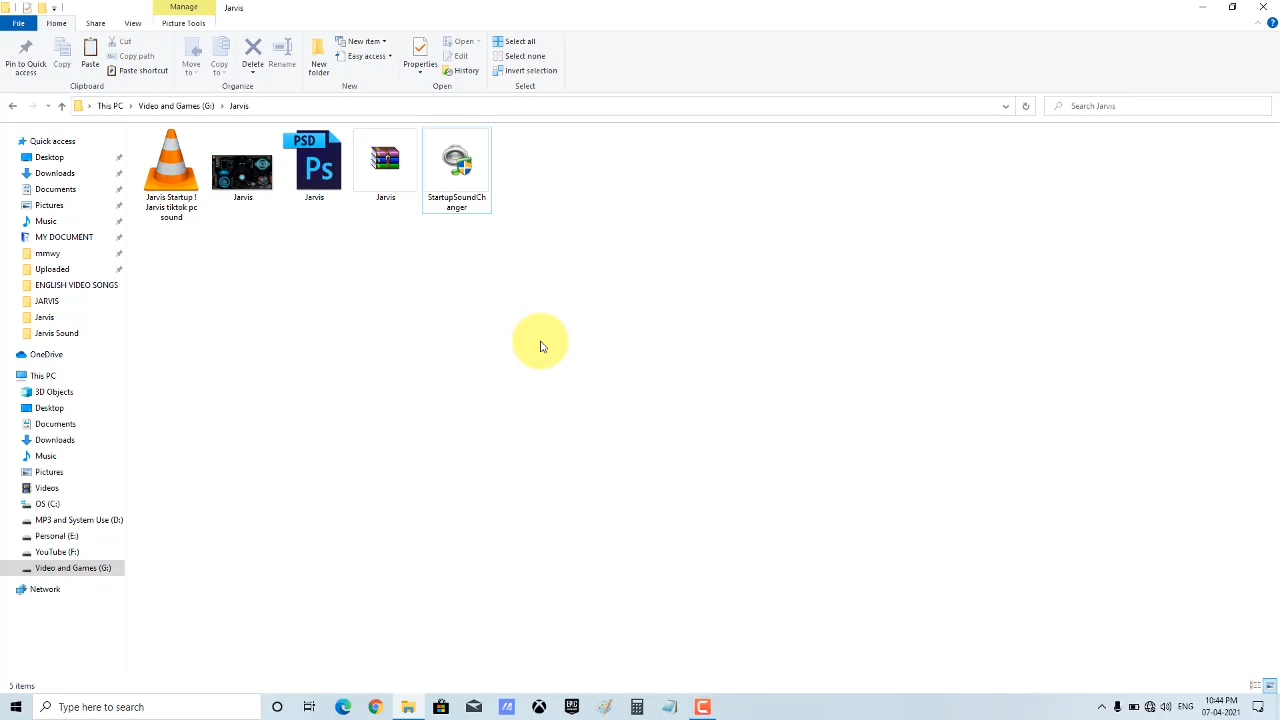 Manage
Jarvis
File
Home
Share
View
Picture Tools
Pin to Quick
access
Copy
Paste
Cut
Copy path
Paste shortcut
Clipboard
Move
to
Copy
to
Delete
Rename
Organize
New
folder
New item
Easy access
New
Properties
Open
Edit
History
Open
Select all
Select none
Invert selection
Select
This PC
Video and Games (G:)
Jarvis
Search Jarvis
Quick access
Desktop
Downloads
Documents
Pictures
Music
MY DOCUMENT
mmwy
Uploaded
ENGLISH VIDEO SONGS
JARVIS
Jarvis
Jarvis Sound
OneDrive
This PC
3D Objects
Desktop
Documents
Downloads
Music
Pictures
Videos
OS (C:)
MP3 and System Use (D:)
Personal (E:)
YouTube (F:)
Video and Games (G:)
Network
Jarvis Startup !
Jarvis tiktok pc
sound
Jarvis
PSD
Ps
Jarvis
Jarvis
StartupSoundCh
anger
5 items
Type here to search
EPIC
ENG
10:44 PM
07-04-2021